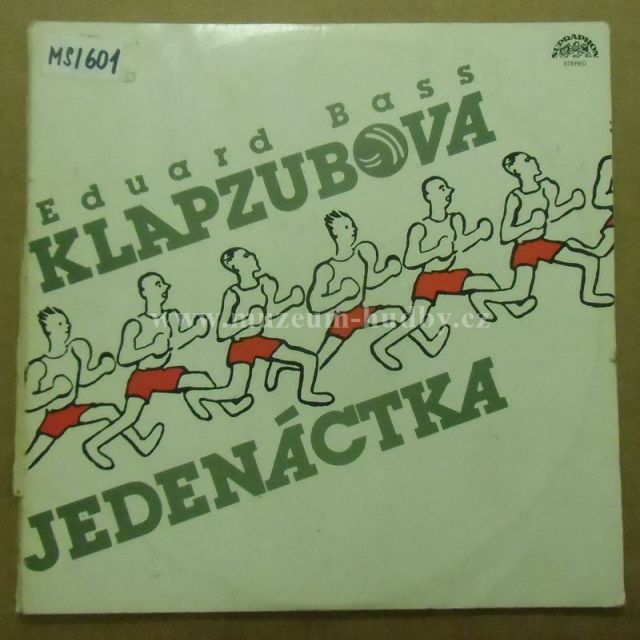 MS1601
SUPRAPHON
STEREO
Eduard Bass
KLAPZUBOVA
www.muzeum-hudby.cz
JEDENÁCTKA